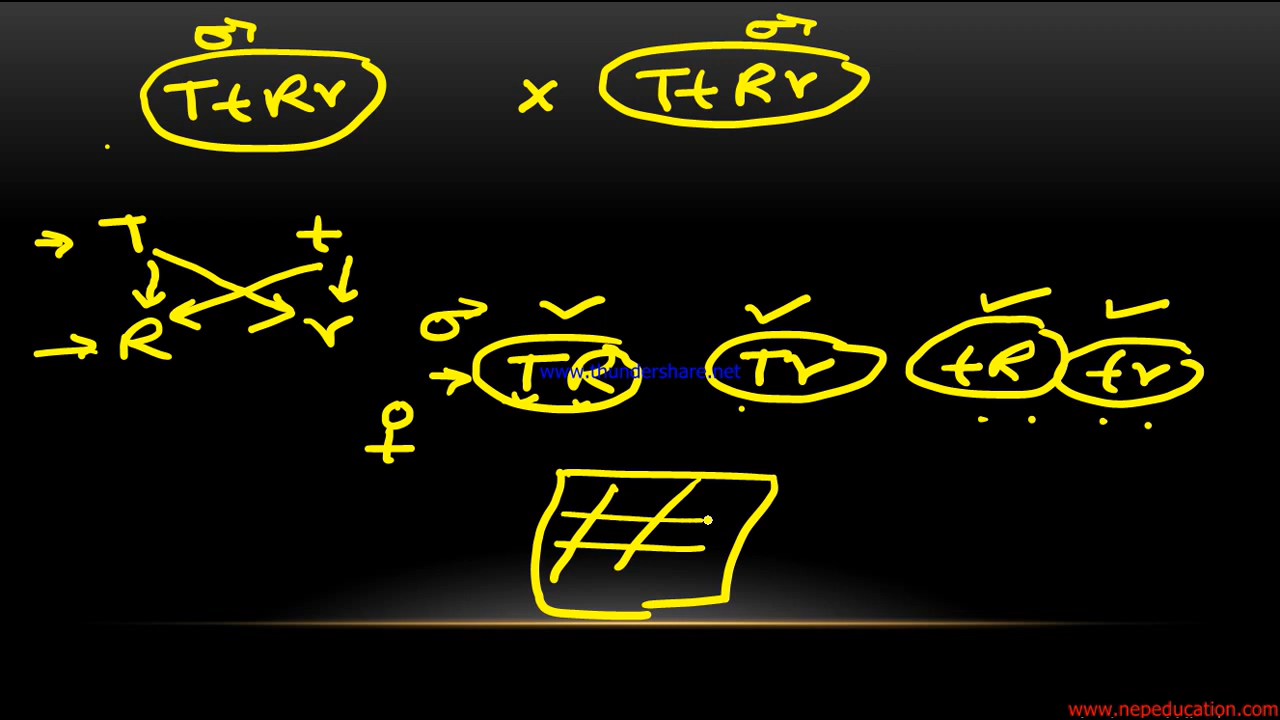 ♂ ♂
TtRr x TtRr
T t
R r
♂ TR Tr tR tr
www.thundershare.net
♀
www.nepeducation.com